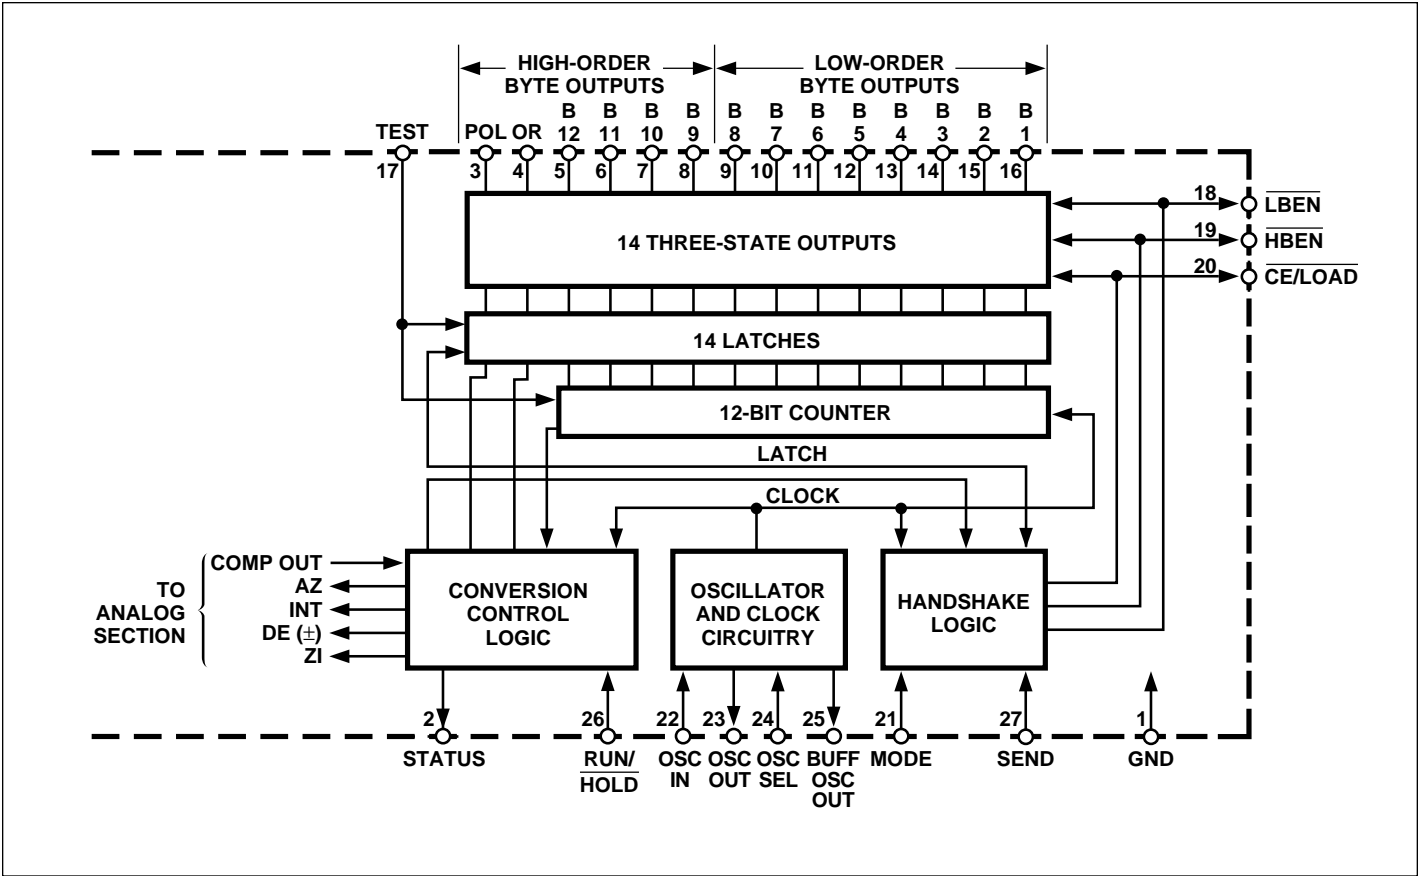 HIGH-ORDER
BYTE OUTPUTS
LOW-ORDER
BYTE OUTPUTS
TEST
POL OR
B
12
B
11
B
10
B
9
B
8
B
7
B
6
B
5
B
4
B
3
B
2
B
1
17
3
4
5
6
7
8
9
10
11
12
13
14
15
16
14 THREE-STATE OUTPUTS
18
LBEN
19
HBEN
20
CE/LOAD
14 LATCHES
12-BIT COUNTER
LATCH
CLOCK
TO
ANALOG
SECTION
COMP OUT
AZ
INT
DE (±)
ZI
CONVERSION
CONTROL
LOGIC
OSCILLATOR
AND CLOCK
CIRCUITRY
HANDSHAKE
LOGIC
2
26
22
23
24
25
21
27
1
STATUS
RUN/
HOLD
OSC
IN
OSC
OUT
OSC
SEL
BUFF
OSC
OUT
MODE
SEND
GND